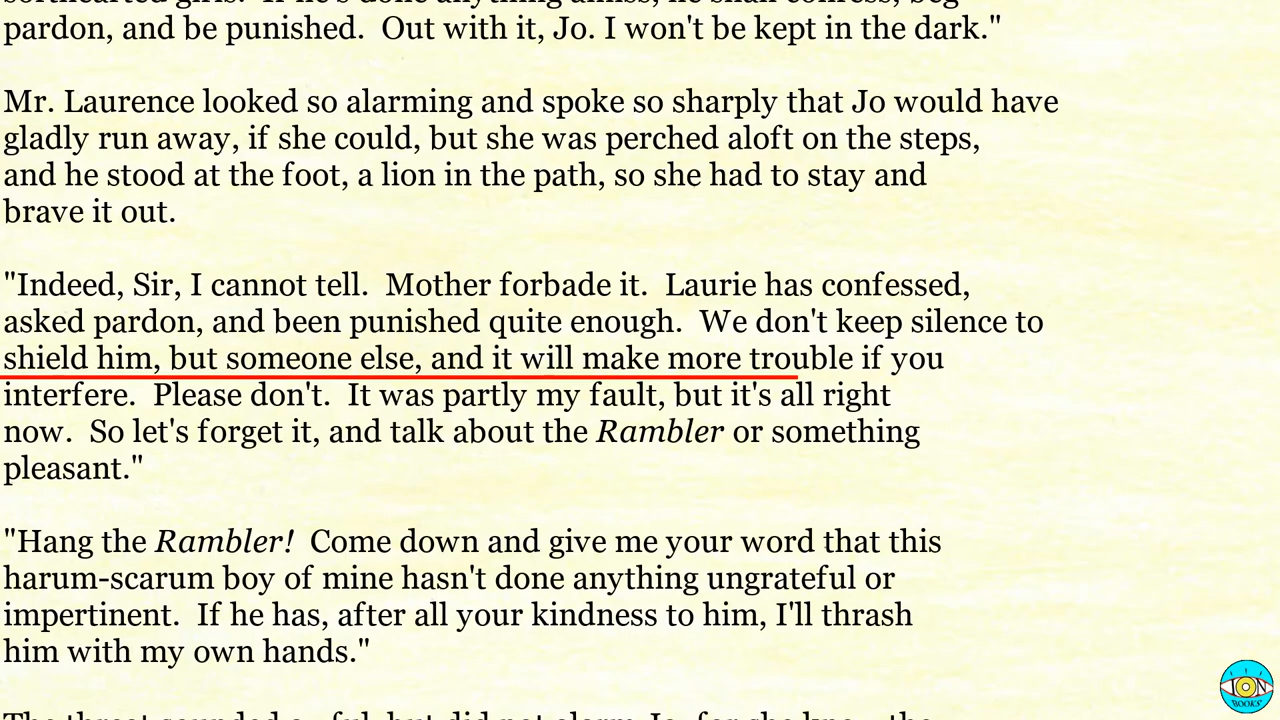 pardon, and be punished.  Out with it, Jo. I won't be kept in the dark."
Mr. Laurence looked so alarming and spoke so sharply that Jo would have
gladly run away, if she could, but she was perched aloft on the steps,
and he stood at the foot, a lion in the path, so she had to stay and
brave it out.
"Indeed, Sir, I cannot tell.  Mother forbade it.  Laurie has confessed,
asked pardon, and been punished quite enough.  We don't keep silence to
shield him, but someone else, and it will make more trouble if you
interfere.  Please don't.  It was partly my fault, but it's all right
now.  So let's forget it, and talk about the Rambler or something
pleasant."
"Hang the Rambler!  Come down and give me your word that this
harum-scarum boy of mine hasn't done anything ungrateful or
impertinent.  If he has, after all your kindness to him, I'll thrash
him with my own hands."
ION
BOOKS